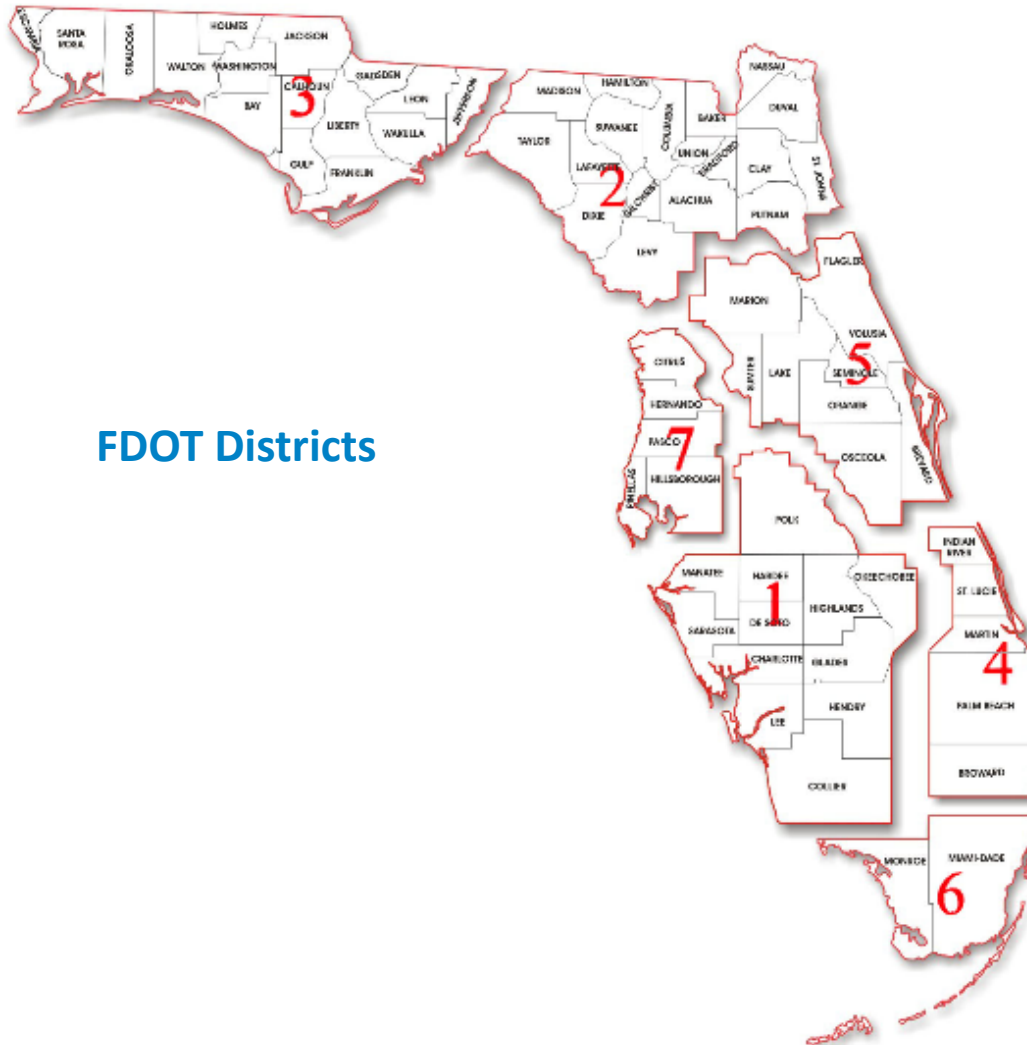 ESCAMBIA
SANTA
ROSA
OKALOOSA
WALTON
HOLMES
WASHINGTON
JACKSON
BAY
CALHOUN
3
GULF
LIBERTY
GADSDEN
FRANKLIN
LEON
WAKULLA
JEFFERSON
MADISON
HAMILTON
TAYLOR
SUWANEE
LAFAYETTE
2
DIXIE
GILCHRIST
LEVY
COLUMBIA
BAKER
UNION
BRADFORD
ALACHUA
NASSAU
DUVAL
CLAY
ST. JOHNS
PUTNAM
FLAGLER
MARION
VOLUSIA
5
SEMINOLE
SUMTER
LAKE
ORANGE
OSCEOLA
BREVARD
CITRUS
HERNANDO
PASCO
7
HILLSBOROUGH
PINELLAS
FDOT Districts
POLK
MANATEE
HARDEE
OKEECHOBEE
1
HIGHLANDS
SARASOTA
DE SOTO
CHARLOTTE
GLADES
LEE
HENDRY
COLLIER
INDIAN
RIVER
ST. LUCIE
MARTIN
4
PALM BEACH
BROWARD
MONROE
MIAMI-DADE
6